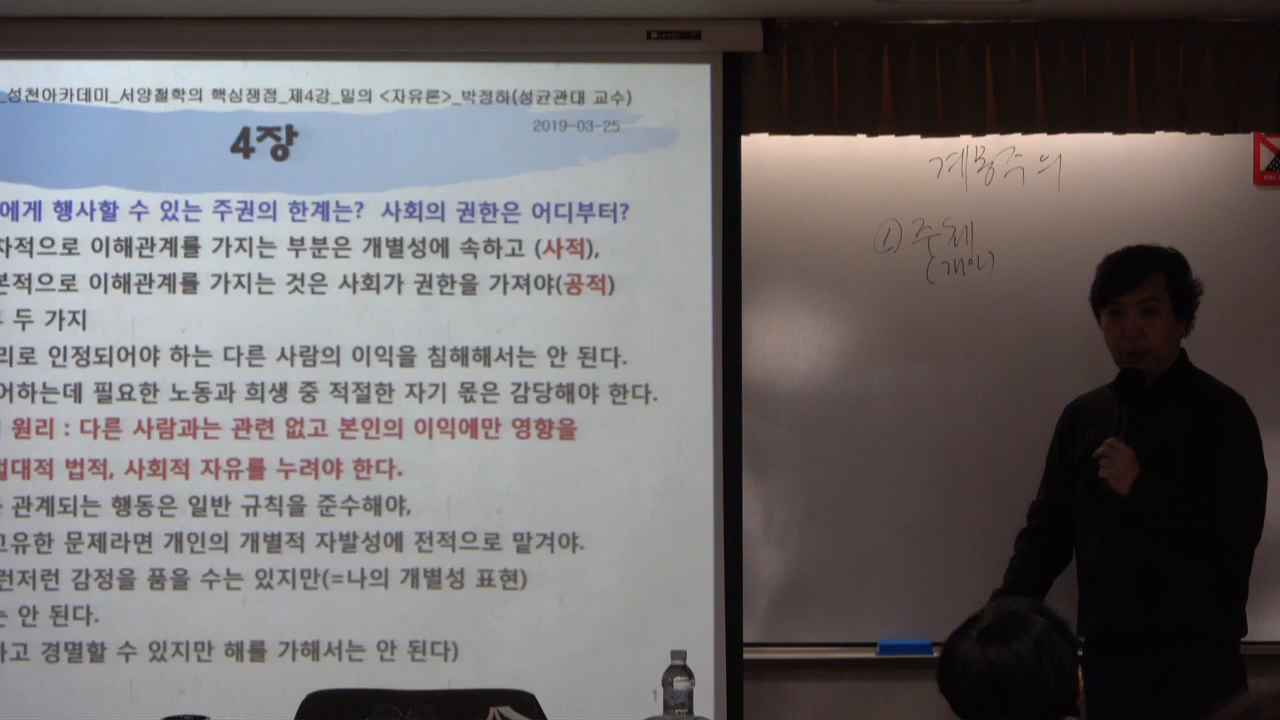 _성천아카데미_서양철학의 핵심쟁점_제4강_밀의 <자유론>_박정하(성균관대 교수)
2019-03-25
4장
에게 행사할 수 있는 주권의 한계는? 사회의 권한은 어디부터?
차적으로 이해관계를 가지는 부분은 개별성에 속하고 (사적),
본적으로 이해관계를 가지는 것은 사회가 권한을 가져야(공적)
두 가지
리로 인정되어야 하는 다른 사람의 이익을 침해해서는 안 된다.
어하는데 필요한 노동과 희생 중 적절한 자기 몫은 감당해야 한다.
원리 : 다른 사람과는 관련 없고 본인의 이익에만 영향을
절대적 법적, 사회적 자유를 누려야 한다.
관계되는 행동은 일반 규칙을 준수해야,
고유한 문제라면 개인의 개별적 자발성에 전적으로 맡겨야.
런저런 감정을 품을 수는 있지만(=나의 개별성 표현)
는 안 된다.
하고 경멸할 수 있지만 해를 가해서는 안 된다)
계몽주의
① 주체
(개인)